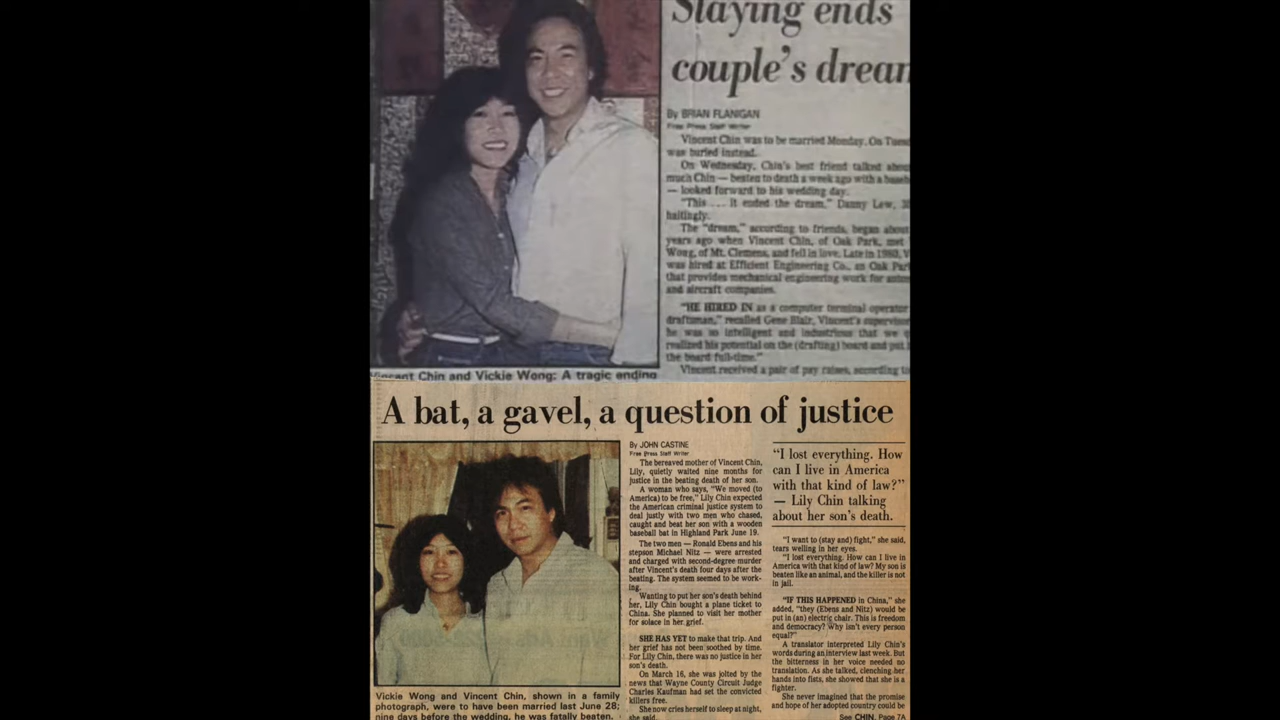 Slaying ends
couple's drean
By BRIAN FLANIGAN
Free Press Staff Writer
Vincent Chin was to be married Monday. On Tues
was buried instead.
On Wednesday, Chin's best friend talked abou
much Chin — beaten to death a week ago with a baseb
— looked forward to his wedding day.
"This . . . it ended the dream," Danny Lew, 3
haltingly.
The "dream," according to friends, began about
years ago when Vincent Chin, of Oak Park, met
Wong, of Mt. Clemens, and fell in love. Late in 1980, V
was hired at Efficient Engineering Co., an Oak Park
that provides mechanical engineering work for auton
and aircraft companies.
"HE HIRED IN as a computer terminal operator
draftsman," recalled Gene Blair, Vincent's supervisor
he was so intelligent and industrious that we q
realized his potential on the (drafting) board and put h
the board full-time."
Vincent received a pair of pay raises, according to
Vincent Chin and Vickie Wong: A tragic ending
A bat, a gavel, a question of justice
By JOHN CASTINE
Free Press Staff Writer
The bereaved mother of Vincent Chin,
Lily, quietly waited nine months for
justice in the beating death of her son.
A woman who says, "We moved (to
America) to be free," Lily Chin expected
the American criminal justice system to
deal justly with two men who chased,
caught and beat her son with a wooden
baseball bat in Highland Park June 19.
The two men — Ronald Ebens and his
stepson Michael Nitz — were arrested
and charged with second-degree murder
after Vincent's death four days after the
beating. The system seemed to be work-
ing.
Wanting to put her son's death behind
her, Lily Chin bought a plane ticket to
China. She planned to visit her mother
for solace in her grief.
SHE HAS YET to make that trip. And
her grief has not been soothed by time.
For Lily Chin, there was no justice in her
son's death.
On March 16, she was jolted by the
news that Wayne County Circuit Judge
Charles Kaufman had set the convicted
killers free.
She now cries herself to sleep at night,
she said.
"I lost everything. How
can I live in America
with that kind of law?"
— Lily Chin talking
about her son's death.
"I want to (stay and) fight," she said,
tears welling in her eyes.
"I lost everything. How can I live in
America with that kind of law? My son is
beaten like an animal, and the killer is not
in jail.
"IF THIS HAPPENED in China," she
added, "they (Ebens and Nitz) would be
put in (an) electric chair. This is freedom
and democracy? Why isn't every person
equal?"
A translator interpreted Lily Chin's
words during an interview last week. But
the bitterness in her voice needed no
translation. As she talked, clenching her
hands into fists, she showed that she is a
fighter.
She never imagined that the promise
and hope of her adopted country could be
See CHIN, Page 7A
Vickie Wong and Vincent Chin, shown in a family
photograph, were to have been married last June 28;
nine days before the wedding, he was fatally beaten.